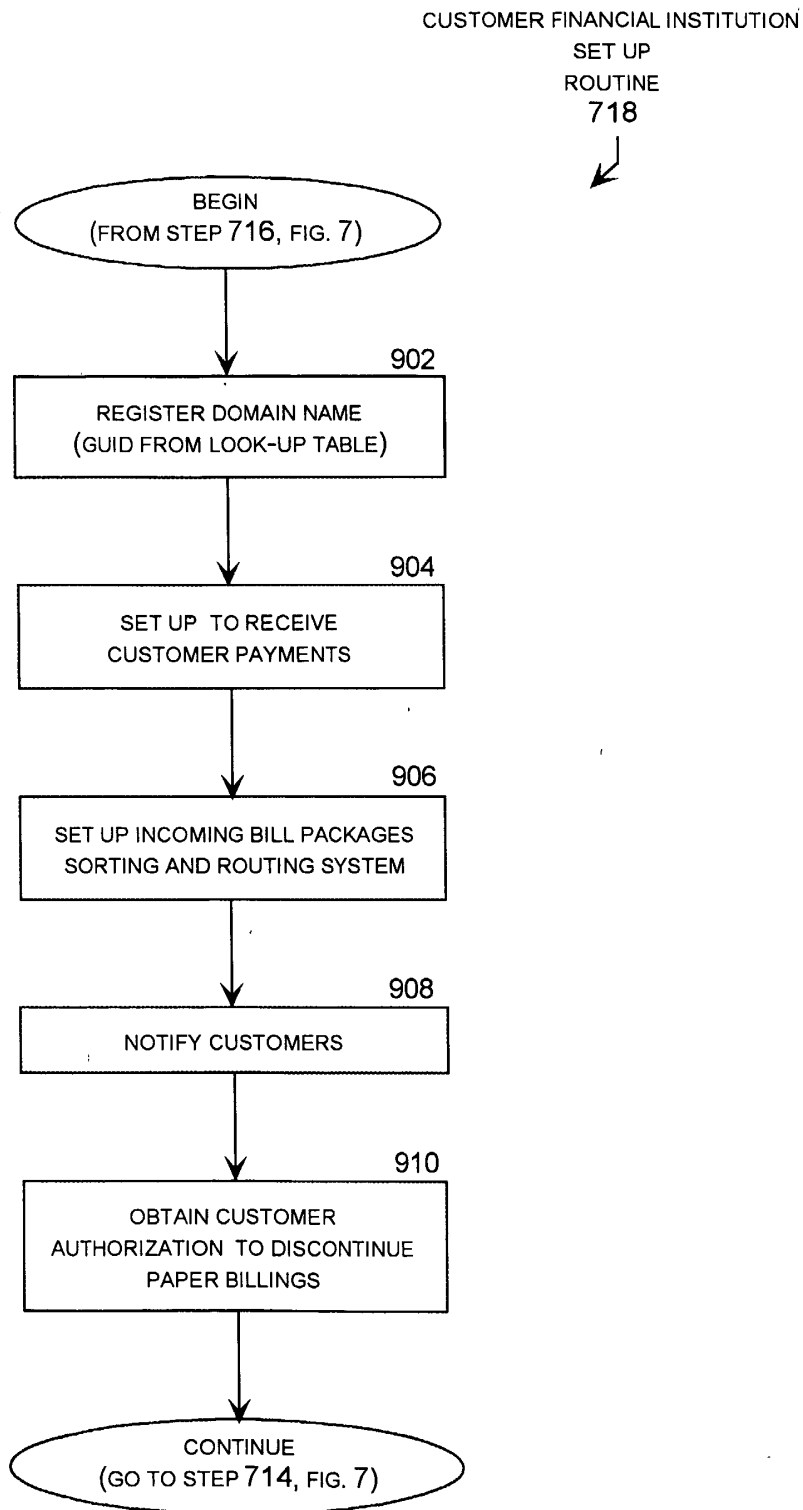 CUSTOMER FINANCIAL INSTITUTION
SET UP
ROUTINE
718
BEGIN
(FROM STEP 716, FIG. 7)
902
REGISTER DOMAIN NAME
(GUID FROM LOOK-UP TABLE)
904
SET UP TO RECEIVE
CUSTOMER PAYMENTS
906
SET UP INCOMING BILL PACKAGES
SORTING AND ROUTING SYSTEM
908
NOTIFY CUSTOMERS
910
OBTAIN CUSTOMER
AUTHORIZATION TO DISCONTINUE
PAPER BILLINGS
CONTINUE
(GO TO STEP 714, FIG. 7)